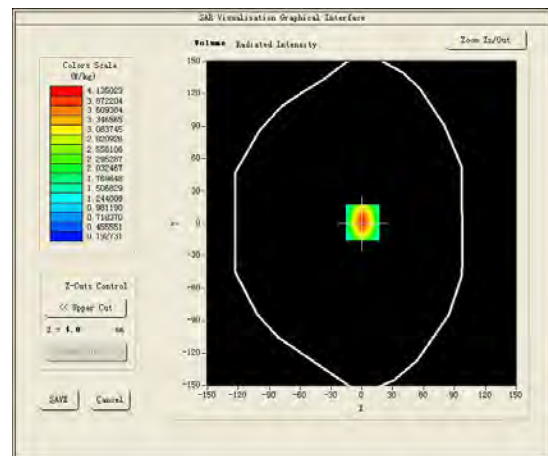 SAR Visualisation Graphical Interface
Volume Radiated Intensity
Zoom In/Out
Colors Scale
(W/kg)
4.135023
3.872204
3.609384
3.346565
3.083745
2.820926
2.558106
2.295287
2.032467
1.769648
1.506829
1.244009
0.981190
0.718370
0.455551
0.192731
Z-Cuts Control
<< Upper Cut
Z = 4.0 mm
SAVE Cancel
150
120
90
60
30
0
-30
-60
-90
-120
-150
Y
-150 -120 -90 -60 -30 0 30 60 90 120 150
X